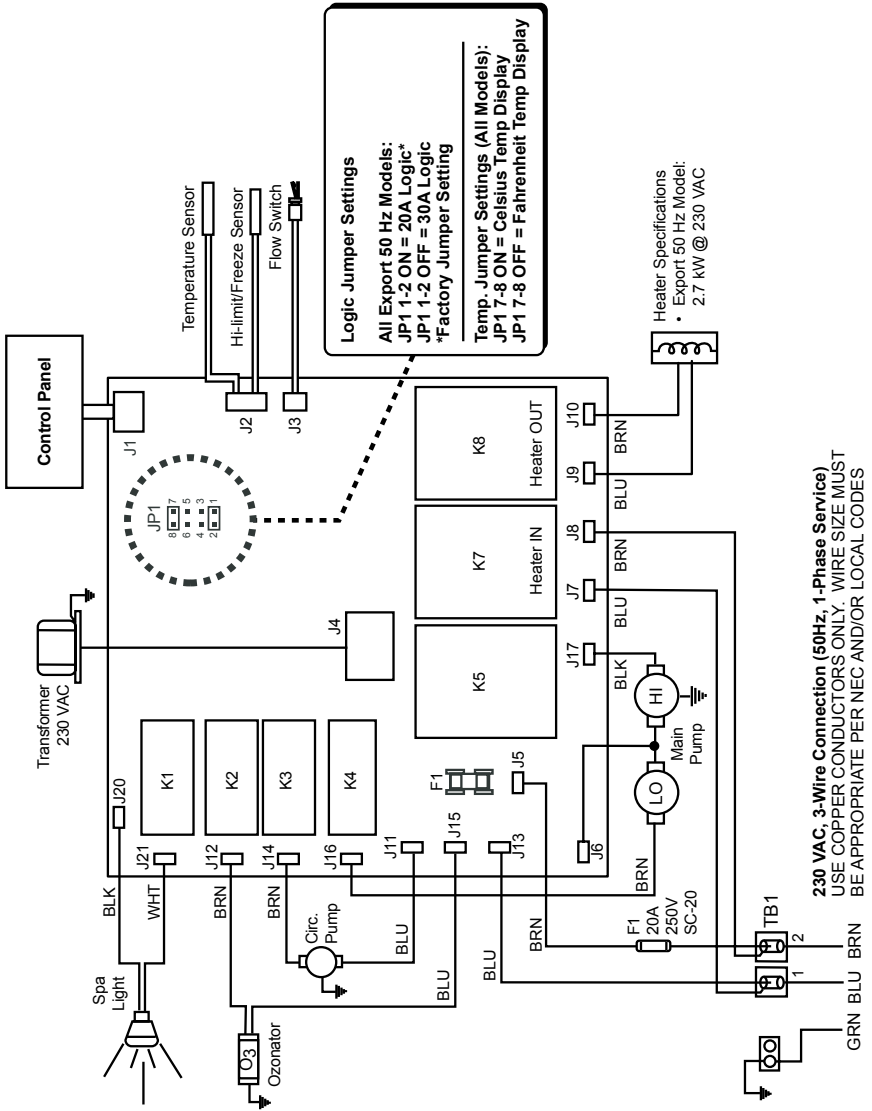 Control Panel
Transformer
230 VAC
Temperature Sensor
Hi-limit/Freeze Sensor
Flow Switch
J1
J2
J3
JP1
8 7
6 5
4 3
2 1
Logic Jumper Settings
All Export 50 Hz Models:
JP1 1-2 ON = 20A Logic*
JP1 1-2 OFF = 30A Logic
*Factory Jumper Setting
Temp. Jumper Settings (All Models):
JP1 7-8 ON = Celsius Temp Display
JP1 7-8 OFF = Fahrenheit Temp Display
J4
Spa
Light
BLK
WHT
J20
J21
K1
BRN
J12
K2
BRN
J14
K3
J16
K4
O3
Ozonator
Circ.
Pump
BLU
J11
BLU
J15
BLU
J13
F1
J5
BRN
J6
BRN
K5
K7
Heater IN
K8
Heater OUT
J17
BLK
J7
BLU
J8
BRN
J9
BLU
J10
BRN
LO
HI
Main
Pump
Heater Specifications
• Export 50 Hz Model:
2.7 kW @ 230 VAC
F1
20A
250V
SC-20
TB1
1
2
GRN
BLU
BRN
230 VAC, 3-Wire Connection (50Hz, 1-Phase Service)
USE COPPER CONDUCTORS ONLY. WIRE SIZE MUST
BE APPROPRIATE PER NEC AND/OR LOCAL CODES